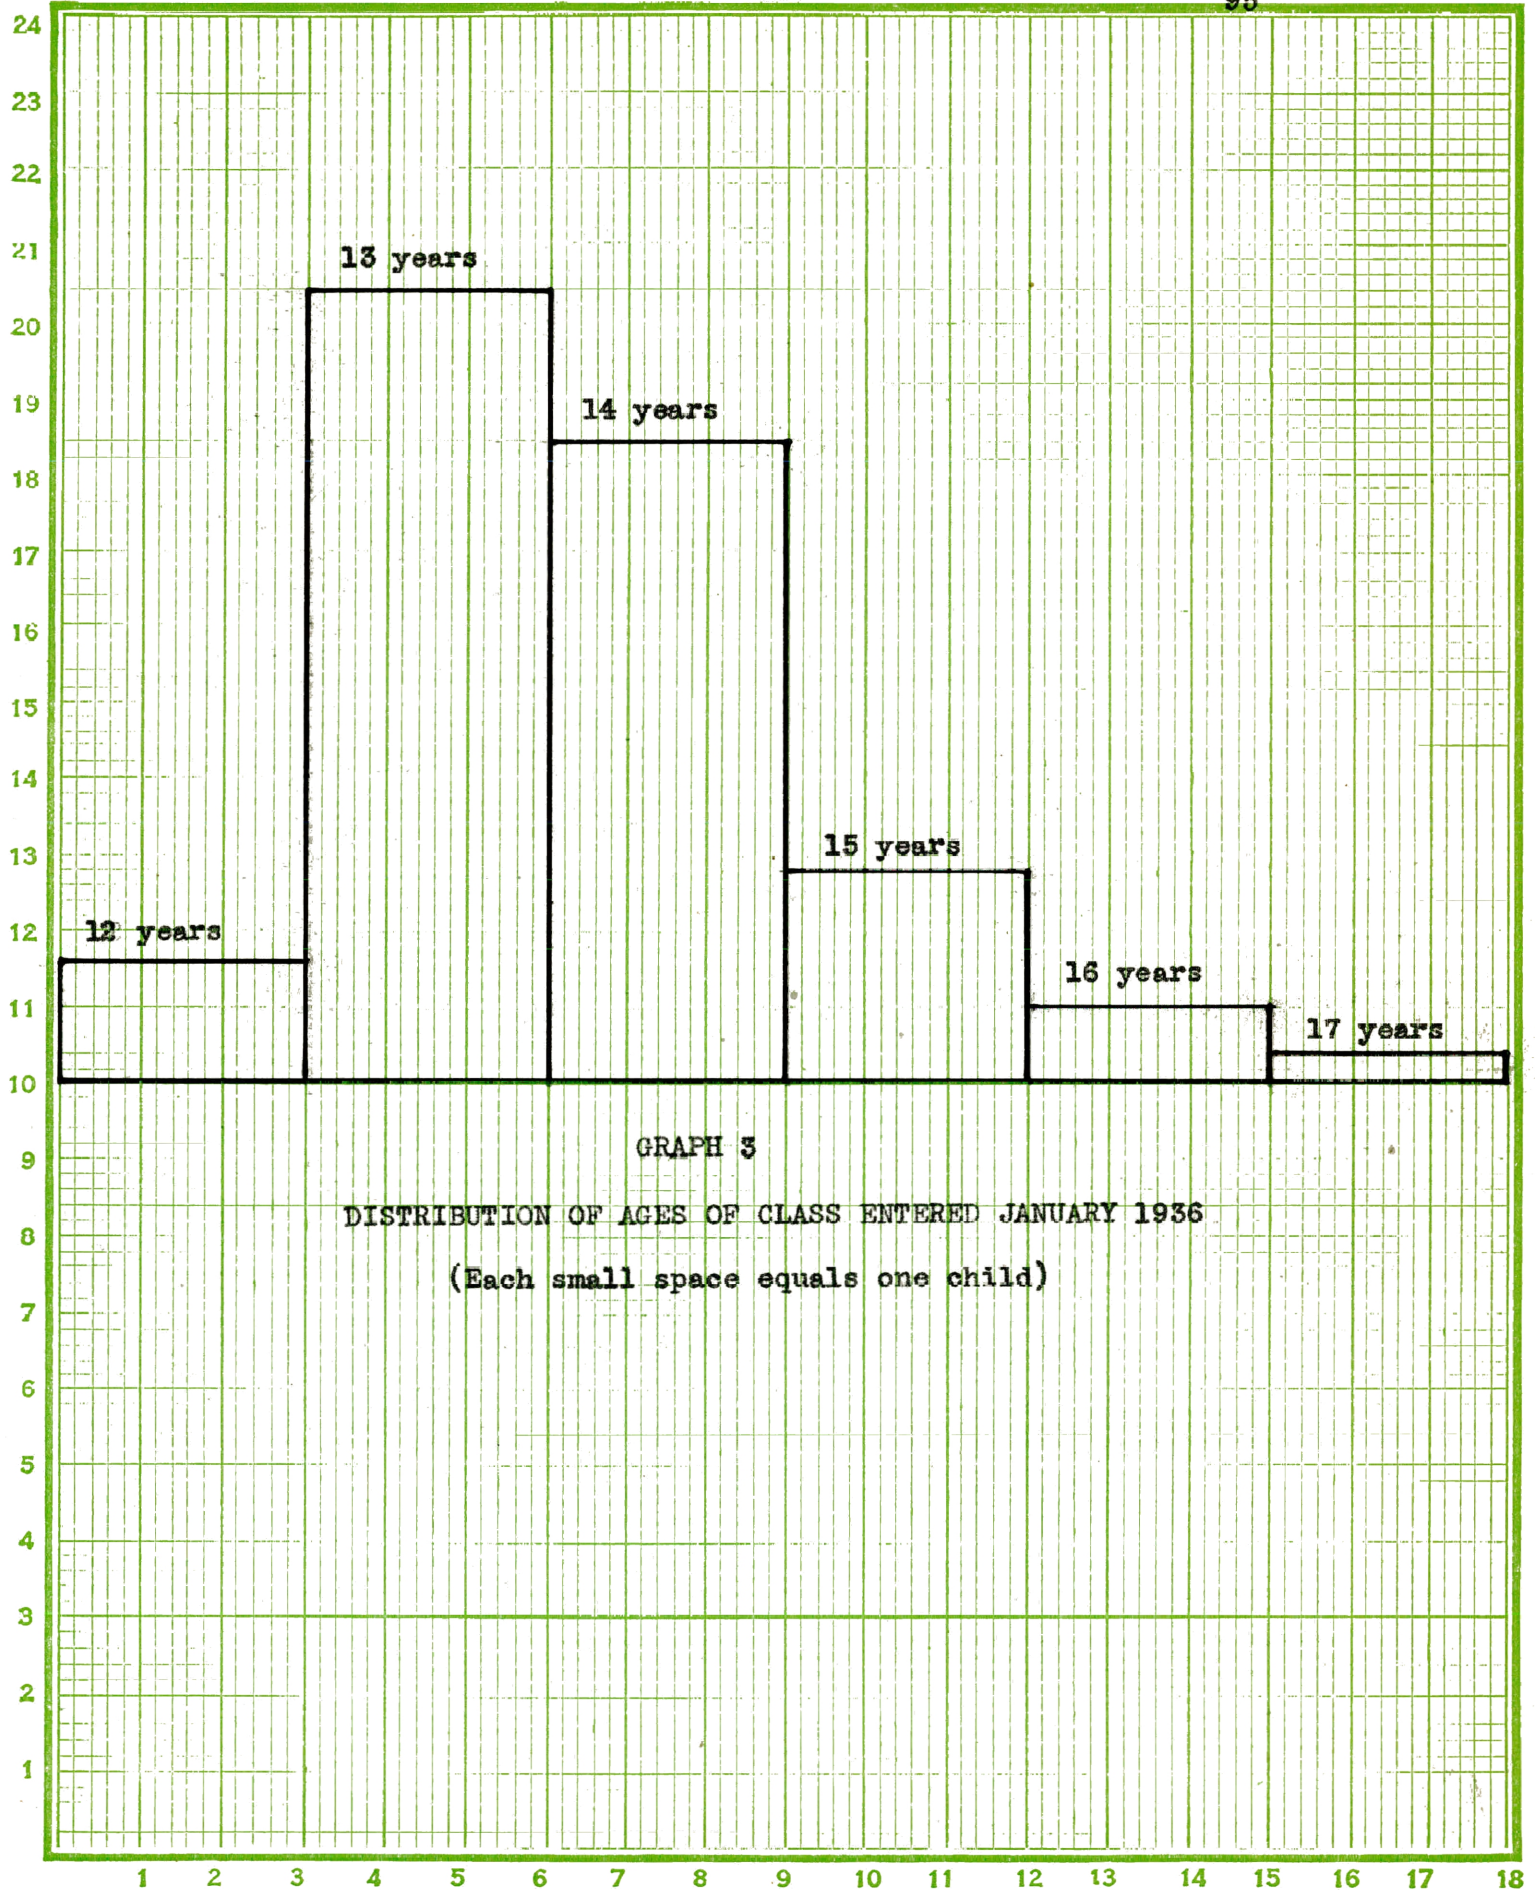 95
24
23
22
21
13 years
20
14 years
19
18
17
16
15
14
15 years
13
12 years
12
16 years
11
17 years
10
GRAPH 3
9
DISTRIBUTION OF AGES OF CLASS ENTERED JANUARY 1936
8
(Each small space equals one child)
7
6
5
4
3
2
1
1 2 3 4 5 6 7 8 9 10 11 12 13 14 15 16 17 18